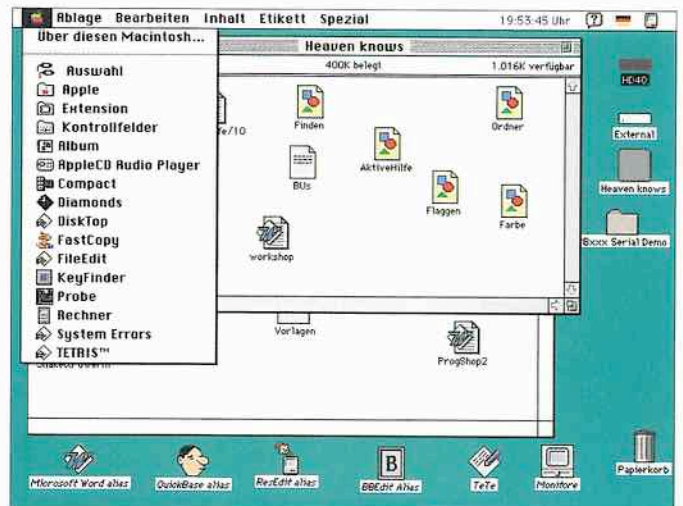 Ablage Bearbeiten Inhalt Etikett Spezial 19:53:45 Uhr
Über diesen Macintosh...
Auswahl
Apple
Extension
Kontrollfelder
Album
AppleCD Audio Player
Compact
Diamonds
DiskTop
FastCopy
FileEdit
KeyFinder
Probe
Rechner
System Errors
TETRIS™
Heaven knows
400K belegt 1.016K verfügbar
Finden
Ordner
fe/10
AktiveHilfe
BUs
Flaggen
Farbe
workshop
Vorlagen
ProgShop2
HD40
External
Heaven knows
8xxx Serial Demo
Papierkorb
Microsoft Word alias
QuickBase alias
ResEdit alias
B
BBEdit Alias
TeTe
Monitore